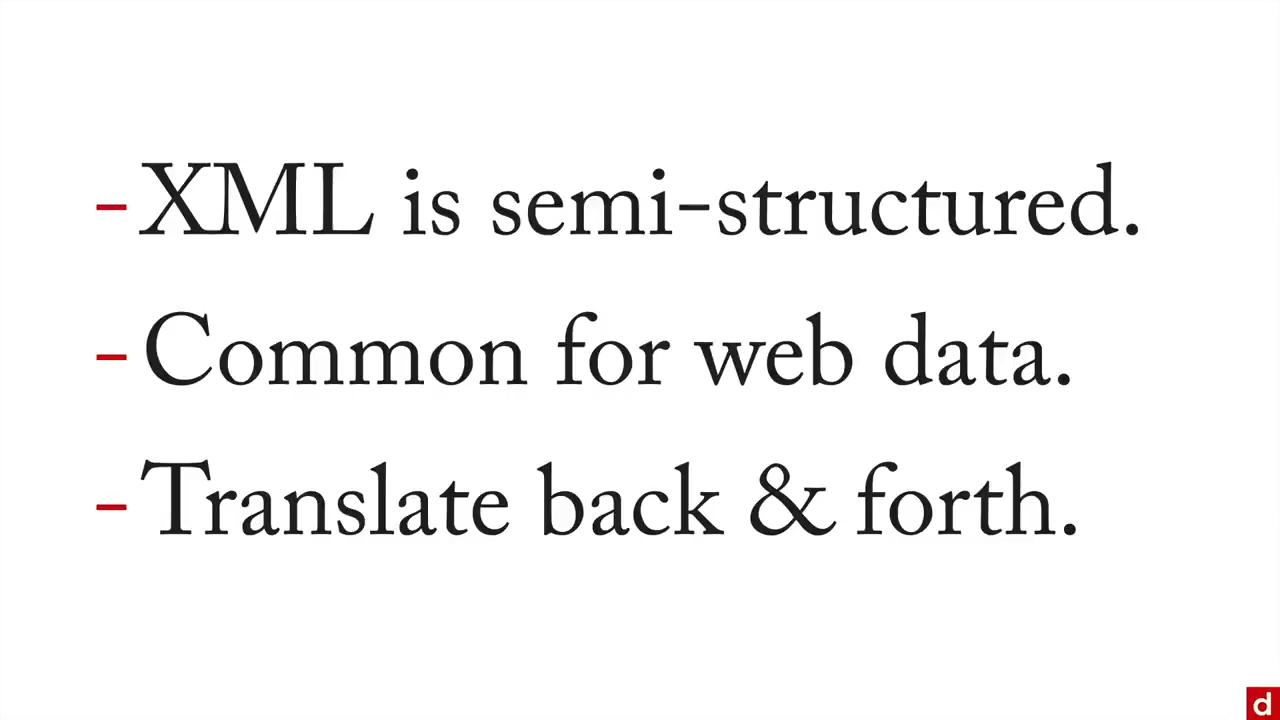 -XML is semi-structured.
-Common for web data.
-Translate back & forth.
d